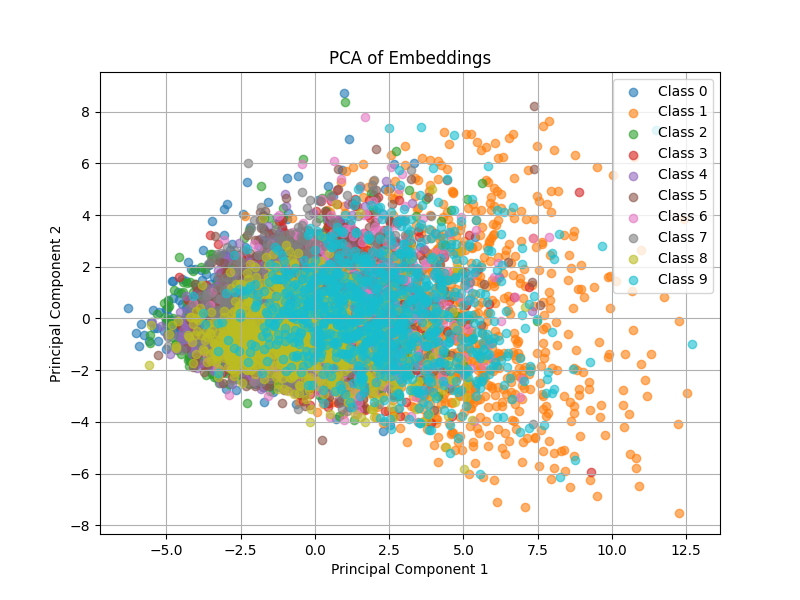 PCA of Embeddings
Class 0
Class 1
Class 2
Class 3
Class 4
Class 5
Class 6
Class 7
Class 8
Class 9
8
6
4
2
0
−2
−4
−6
−8
Principal Component 2
−5.0 −2.5 0.0 2.5 5.0 7.5 10.0 12.5
Principal Component 1